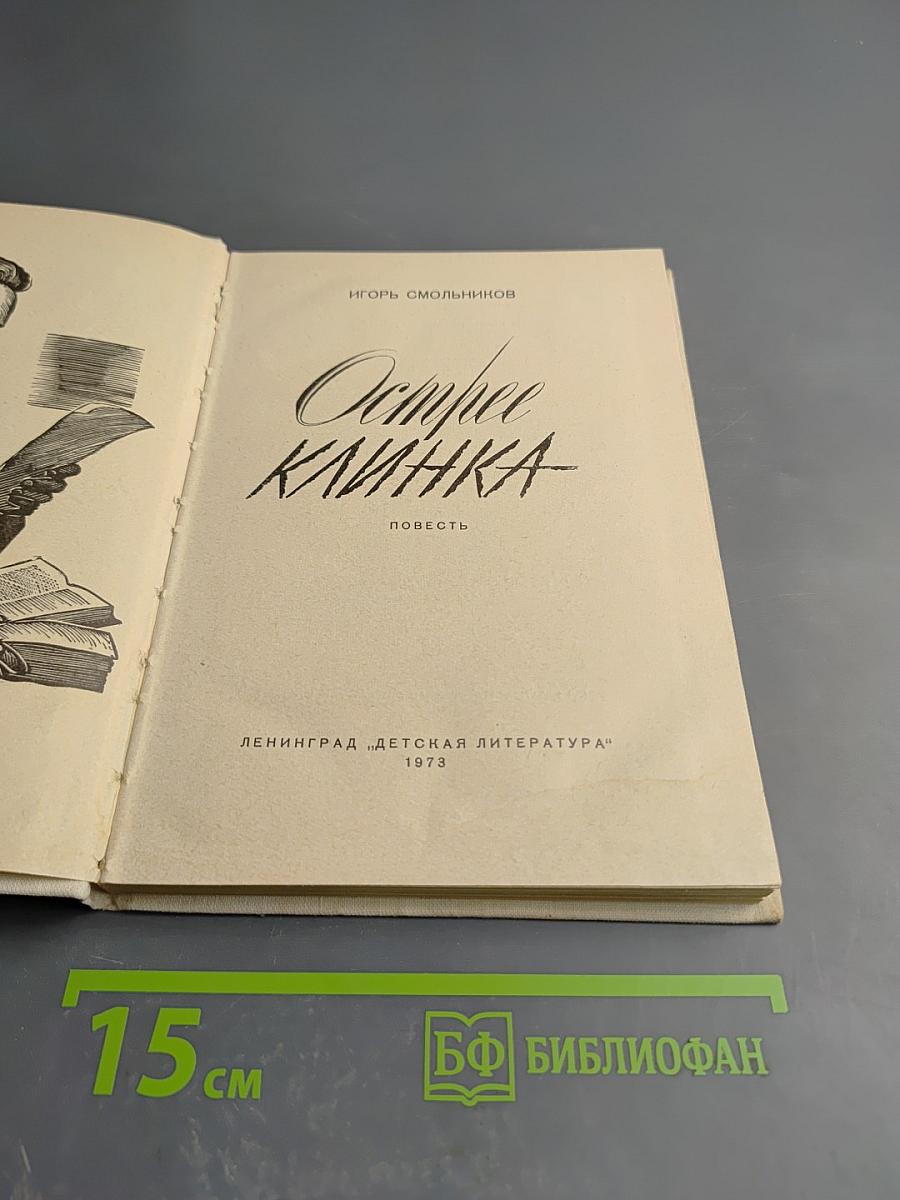 ИГОРЬ СМОЛЬНИКОВ
Острее
КЛИНКА
ПОВЕСТЬ
ЛЕНИНГРАД „ДЕТСКАЯ ЛИТЕРАТУРА“
1973
15 см
БФ БИБЛИОФАН